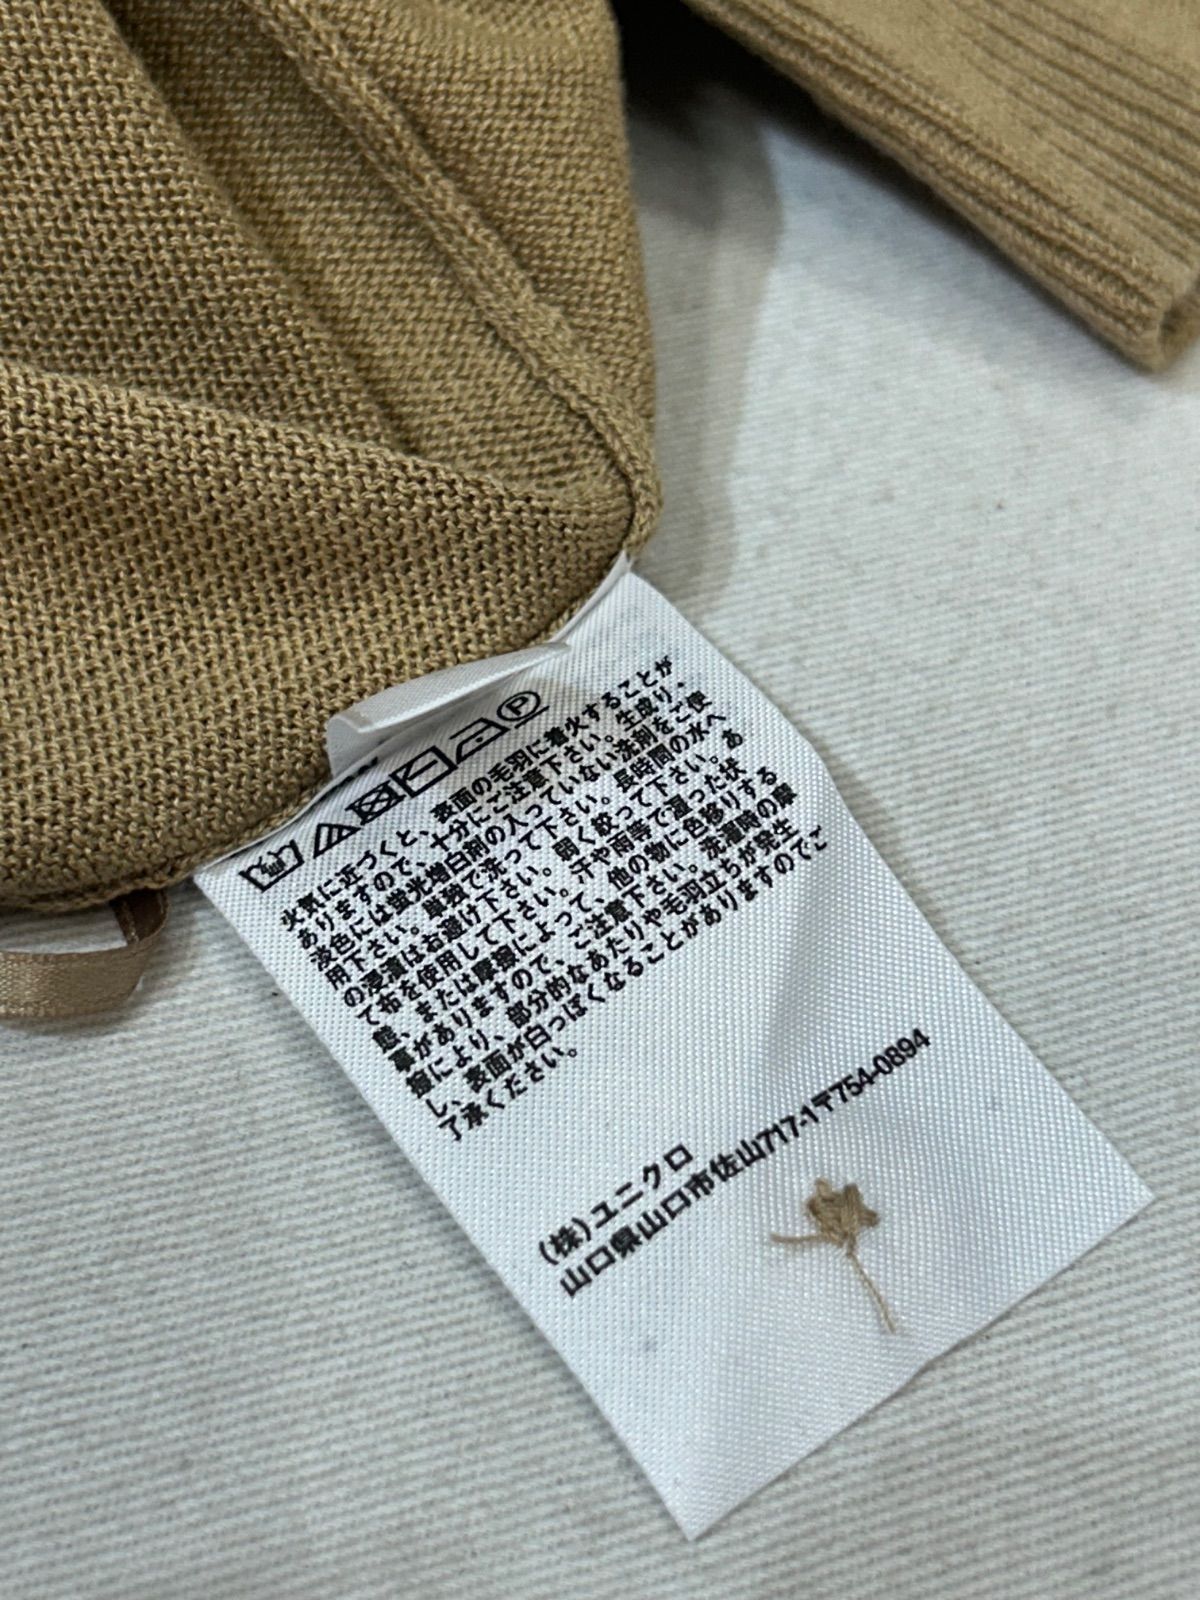 P
火気に近づくと、表面の毛羽に着火することが
ありますので、十分にご注意下さい。生成り、
淡色には蛍光増白剤の入っていない洗剤をご使
用下さい。単独で洗って下さい。長時間の水へ
の浸漬はお避け下さい。弱く絞って下さい。あ
て布を使用して下さい。汗や雨等で湿った状
態、または摩擦によって、他の物に色移りする
事がありますので、ご注意下さい。洗濯時の摩
擦により、部分的なあたりや毛羽立ちが発生
し、表面が白っぽくなることがありますのでご
了承ください。
(株)ユニクロ
山口県山口市佐山717-1〒754-0894